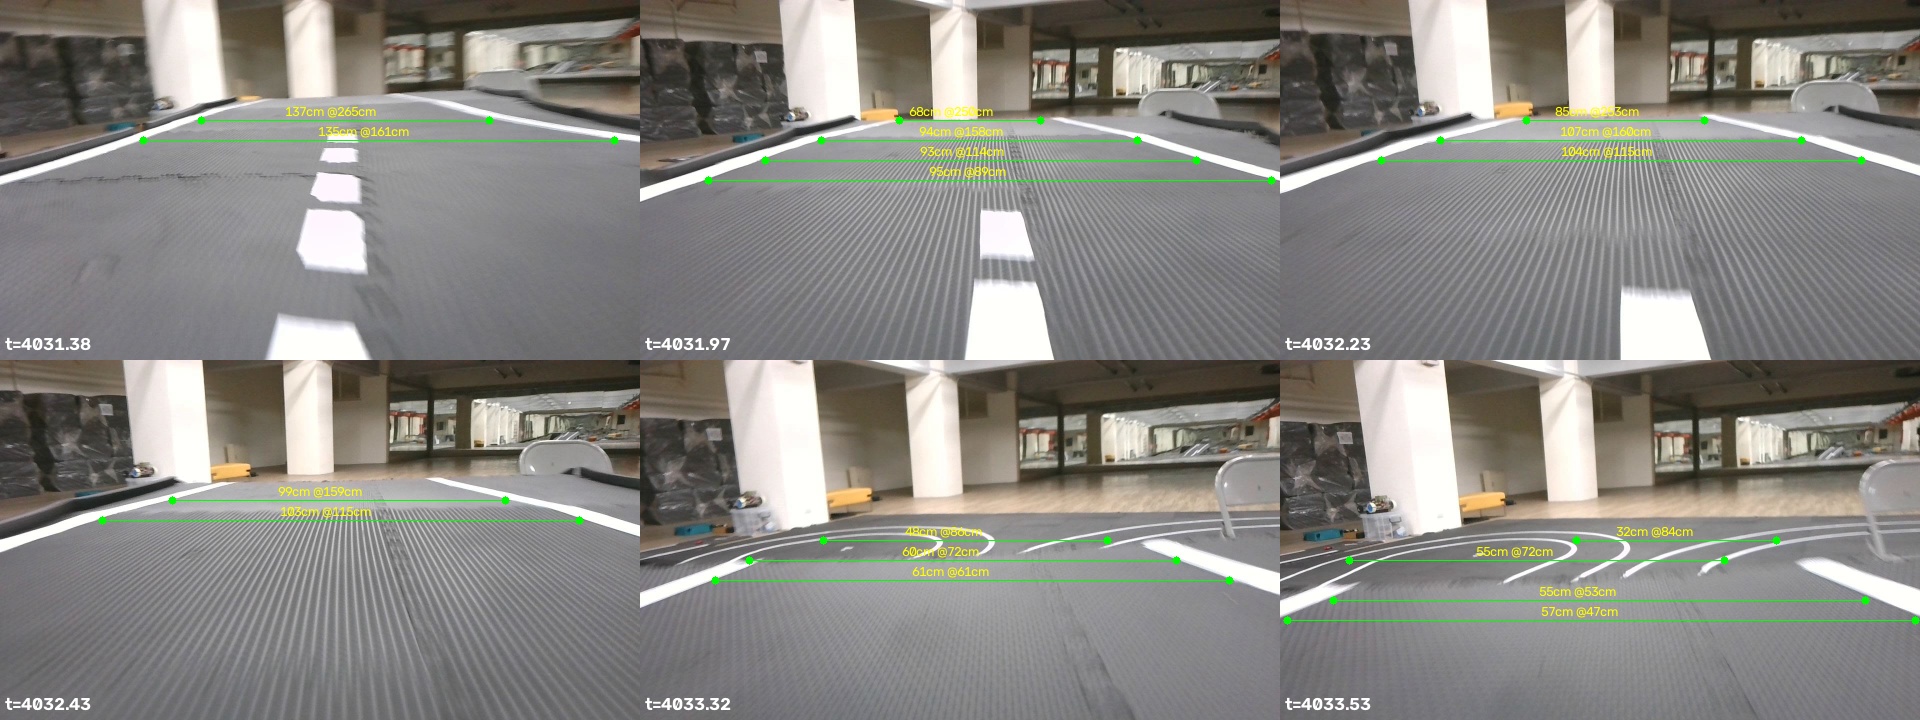 137cm @265cm
135cm @161cm
t=4031.38
68cm
94cm @158cm
93cm @114cm
95cm @89cm
t=4031.97
107cm @160cm
104cm @115cm
t=4032.23
99cm @159cm
103cm @115cm
t=4032.43
48cm @86cm
60cm @72cm
61cm @61cm
t=4033.32
32cm @84cm
55cm @72cm
55cm @53cm
57cm @47cm
t=4033.53